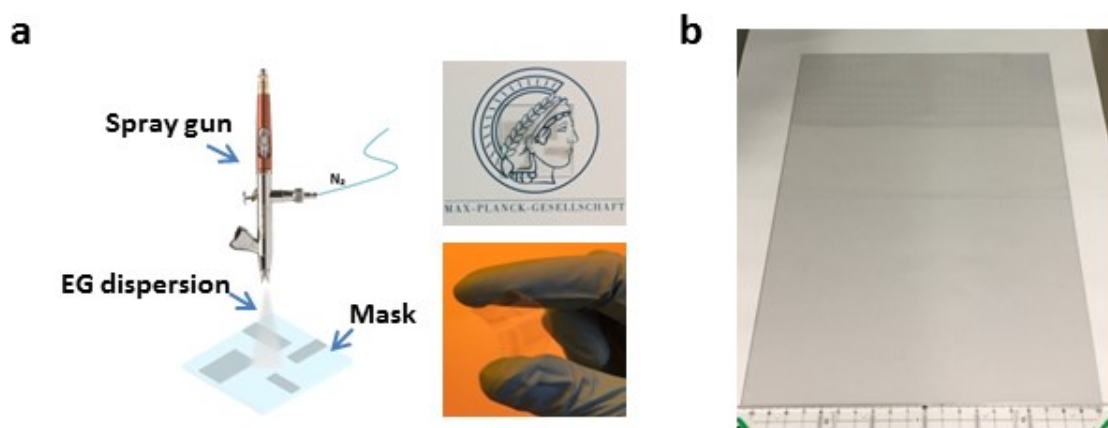 a
b
Spray gun
N₂
EG dispersion
Mask
MAX-PLANCK-GESELLSCHAFT